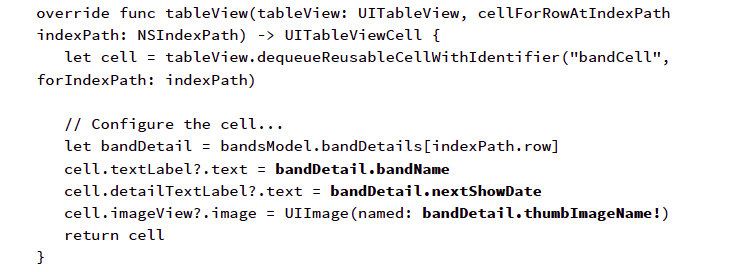 override func tableView(tableView: UITableView, cellForRowAtIndexPath
indexPath: NSIndexPath) -> UITableViewCell {
   let cell = tableView.dequeueReusableCellWithIdentifier("bandCell",
forIndexPath: indexPath)

   // Configure the cell...
   let bandDetail = bandsModel.bandDetails[indexPath.row]
   cell.textLabel?.text = bandDetail.bandName
   cell.detailTextLabel?.text = bandDetail.nextShowDate
   cell.imageView?.image = UIImage(named: bandDetail.thumbImageName!)
   return cell
}